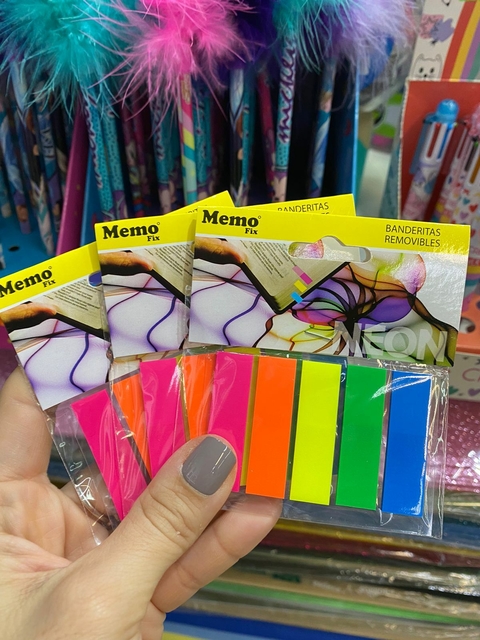 Memo®
Fix
Memo®
Fix
Memo®
Fix
BANDERITAS
BANDERITAS
REMOVIBLES
NEON